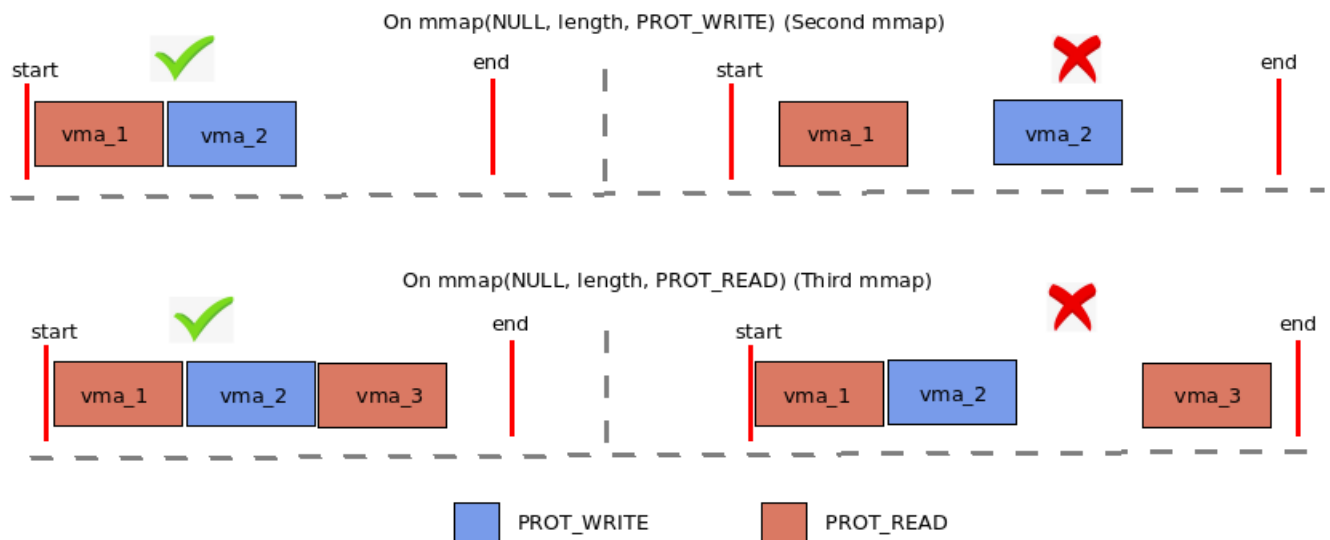 On mmap(NULL, length, PROT_WRITE) (Second mmap)
start end start end
vma_1 vma_2 vma_1 vma_2
On mmap(NULL, length, PROT_READ) (Third mmap)
start end start end
vma_1 vma_2 vma_3 vma_1 vma_2 vma_3
PROT_WRITE PROT_READ